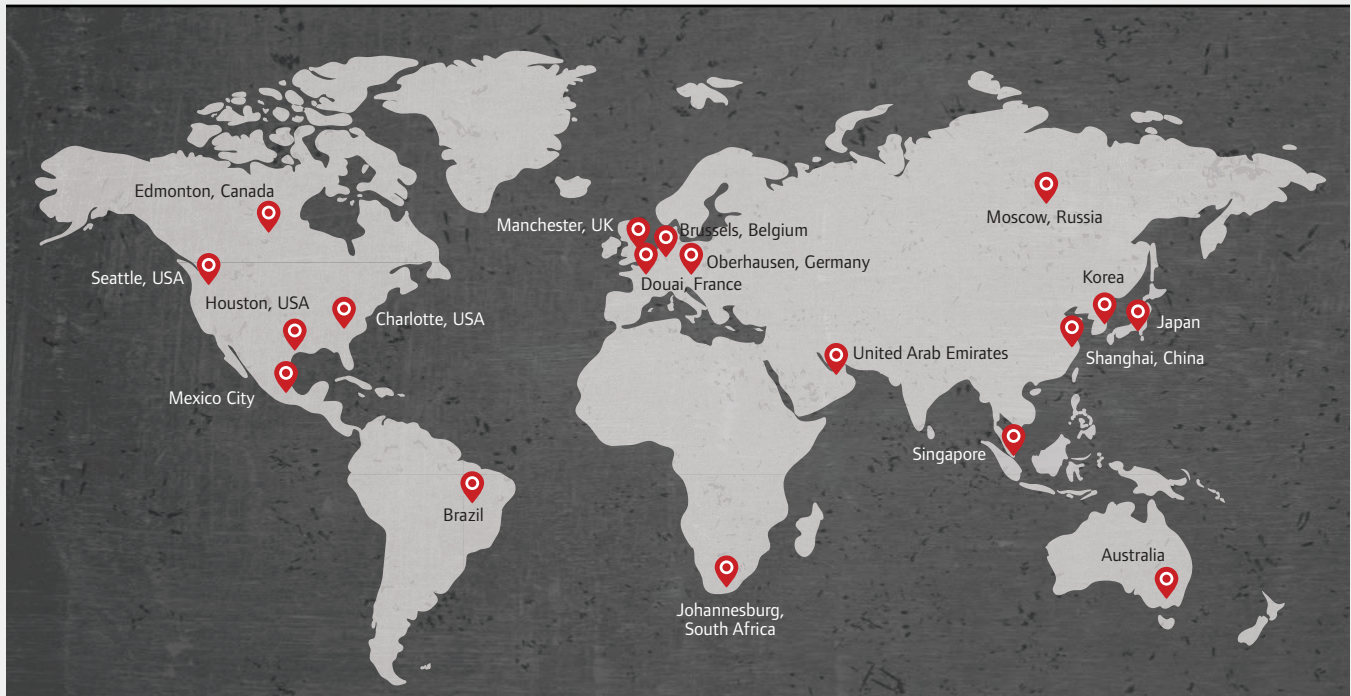 Edmonton, Canada
Moscow, Russia
Manchester, UK
Brussels, Belgium
Oberhausen, Germany
Seattle, USA
Korea
Douai, France
Houston, USA
Charlotte, USA
Japan
United Arab Emirates
Shanghai, China
Mexico City
Singapore
Brazil
Australia
Johannesburg,
South Africa